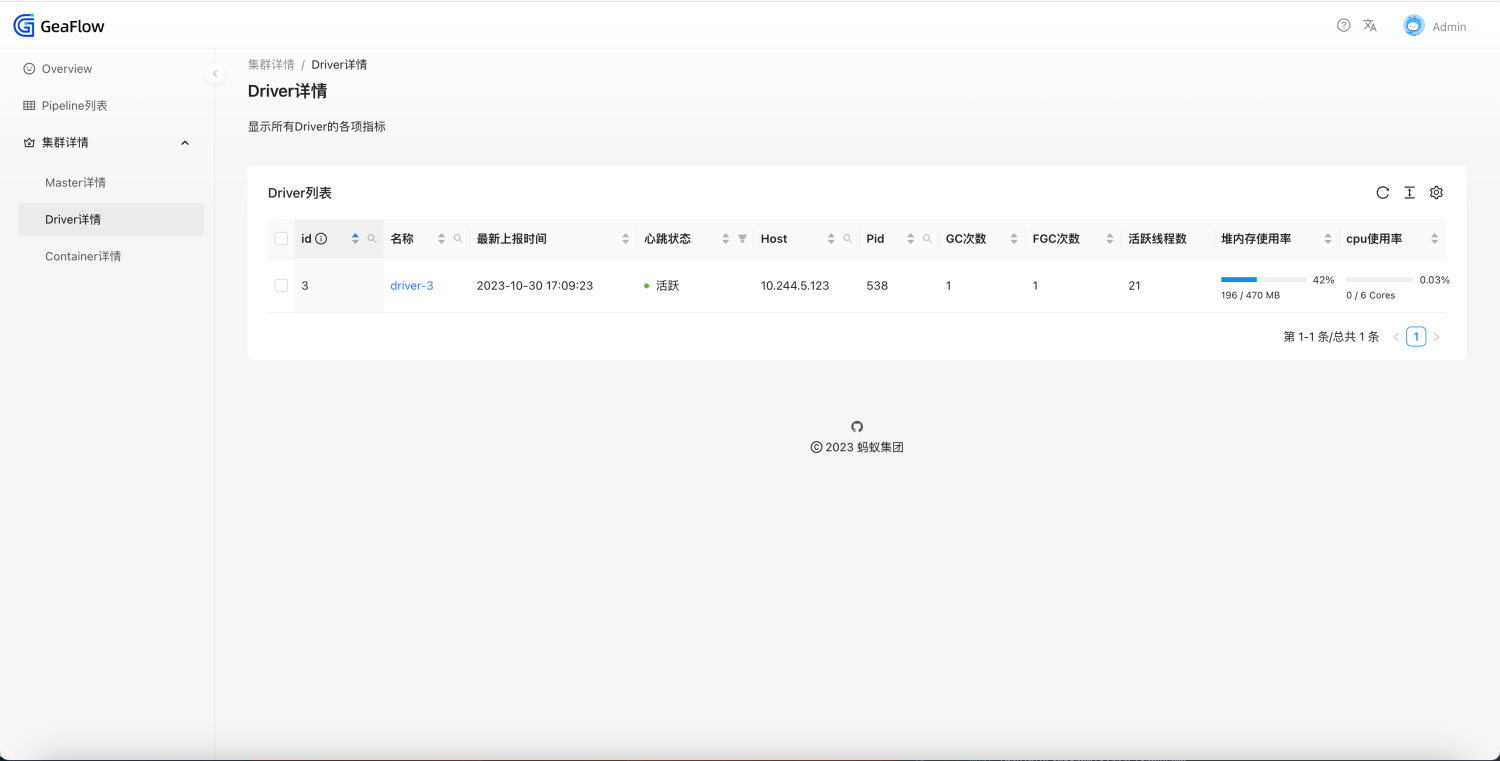 GeaFlow
Admin
Overview
Pipeline列表
集群详情
Master详情
Driver详情
Container详情
集群详情 / Driver详情
Driver详情
显示所有Driver的各项指标
Driver列表
id 名称 最新上报时间 心跳状态 Host Pid GC次数 FGC次数 活跃线程数 堆内存使用率 cpu使用率
3 driver-3 2023-10-30 17:09:23 活跃 10.244.5.123 538 1 1 21 42% 0.03%
196 / 470 MB 0 / 6 Cores
第 1-1 条/总共 1 条 1
© 2023 蚂蚁集团